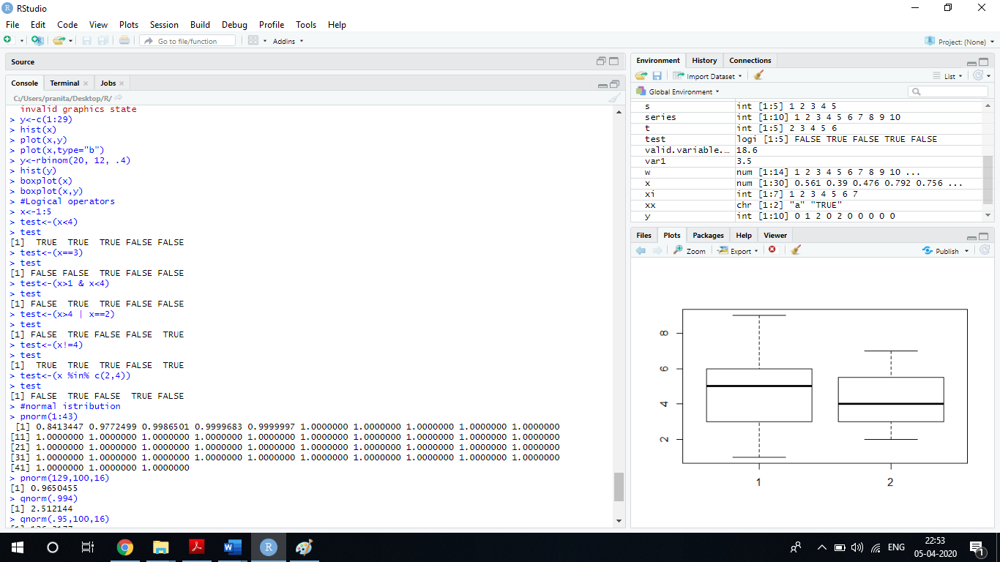 RStudio
File Edit Code View Plots Session Build Debug Profile Tools Help
Go to file/function Addins Project: (None)
Source
Console Terminal Jobs
C:/Users/pranita/Desktop/R/
invalid graphics state
> y<-c(1:29)
> hist(x)
> plot(x,y)
> plot(x,type="b")
> y<-rbinom(20, 12, .4)
> hist(y)
> boxplot(x)
> boxplot(x,y)
> #Logical operators
> x<-1:5
> test<-(x<4)
> test
[1] TRUE TRUE TRUE FALSE FALSE
> test<-(x==3)
> test
[1] FALSE FALSE TRUE FALSE FALSE
> test<-(x>1 & x<4)
> test
[1] FALSE TRUE TRUE FALSE FALSE
> test<-(x>4 | x==2)
> test
[1] FALSE TRUE FALSE FALSE TRUE
> test<-(x!=4)
> test
[1] TRUE TRUE TRUE FALSE TRUE
> test<-(x %in% c(2,4))
> test
[1] FALSE TRUE FALSE TRUE FALSE
> #normal istribution
> pnorm(1:43)
[1] 0.8413447 0.9772499 0.9986501 0.9999683 0.9999997 1.0000000 1.0000000 1.0000000 1.0000000 1.0000000
[11] 1.0000000 1.0000000 1.0000000 1.0000000 1.0000000 1.0000000 1.0000000 1.0000000 1.0000000 1.0000000
[21] 1.0000000 1.0000000 1.0000000 1.0000000 1.0000000 1.0000000 1.0000000 1.0000000 1.0000000 1.0000000
[31] 1.0000000 1.0000000 1.0000000 1.0000000 1.0000000 1.0000000 1.0000000 1.0000000 1.0000000 1.0000000
[41] 1.0000000 1.0000000 1.0000000
> pnorm(129,100,16)
[1] 0.9650455
> qnorm(.994)
[1] 2.512144
> qnorm(.95,100,16)
Environment History Connections
Import Dataset List
Global Environment
s int [1:5] 1 2 3 4 5
series int [1:10] 1 2 3 4 5 6 7 8 9 10
t int [1:5] 2 3 4 5 6
test logi [1:5] FALSE TRUE FALSE TRUE FALSE
valid.variable.… 18.6
var1 3.5
w num [1:14] 1 2 3 4 5 6 7 8 9 10 ...
x num [1:30] 0.561 0.39 0.476 0.792 0.756 ...
xi int [1:7] 1 2 3 4 5 6 7
xx chr [1:2] "a" "TRUE"
y int [1:10] 0 1 2 0 2 0 0 0 0 0
Files Plots Packages Help Viewer
Zoom Export Publish
8
6
4
2
1 2
ENG 22:53
05-04-2020
1